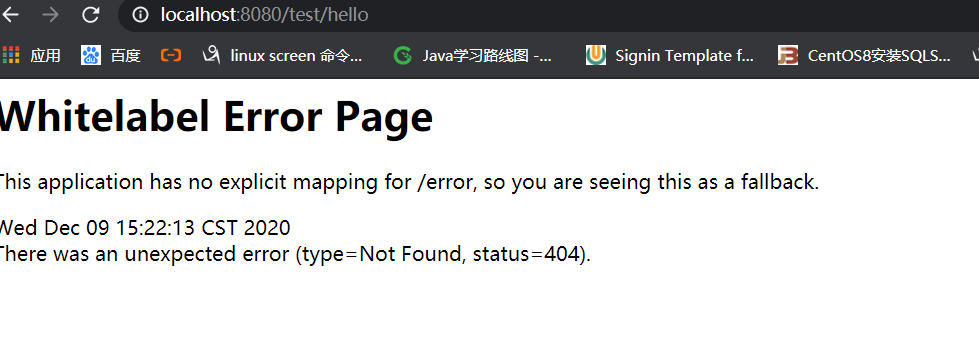 localhost:8080/test/hello
应用 百度 linux screen 命令... Java学习路线图 -... Signin Template f... CentOS8安装SQLS...
Whitelabel Error Page
This application has no explicit mapping for /error, so you are seeing this as a fallback.
Wed Dec 09 15:22:13 CST 2020
There was an unexpected error (type=Not Found, status=404).